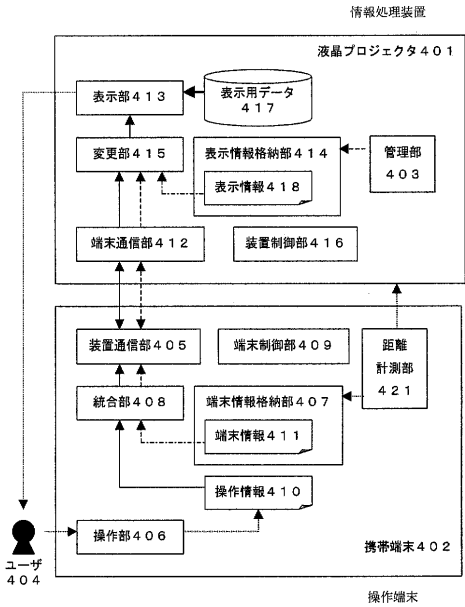 情報処理装置
液晶プロジェクタ４０１
表示部４１３
表示用データ
４１７
変更部４１５
表示情報格納部４１４
表示情報４１８
管理部
４０３
端末通信部４１２
装置制御部４１６
装置通信部４０５
端末制御部４０９
距離
計測部
４２１
統合部４０８
端末情報格納部４０７
端末情報４１１
操作情報４１０
操作部４０６
ユーザ
４０４
携帯端末４０２
操作端末